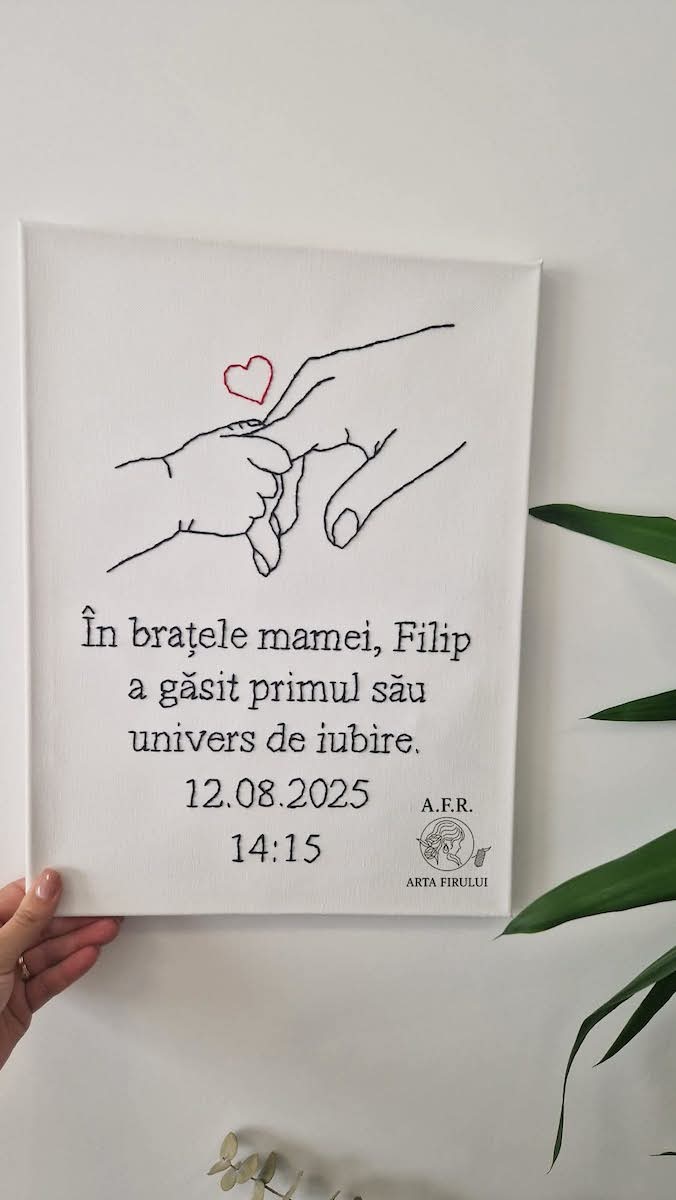 În brațele mamei, Filip
a găsit primul său
univers de iubire.
12.08.2025
14:15
A.F.R.
ARTA FIRULUI